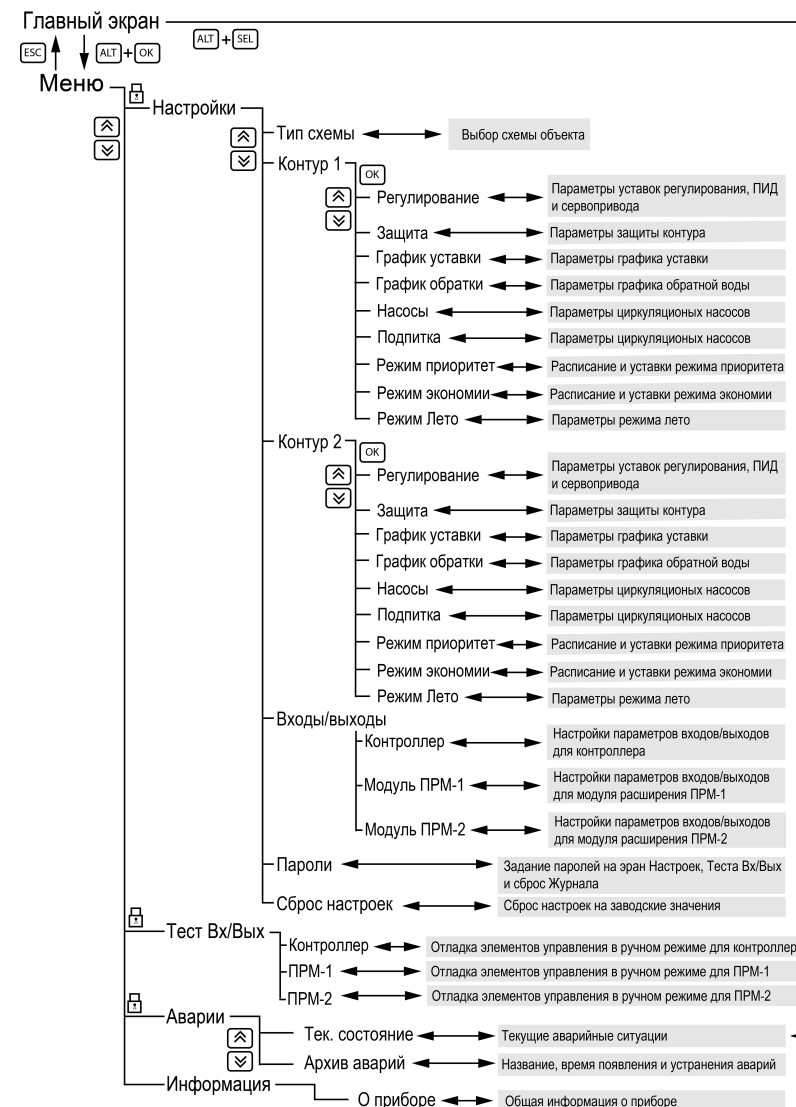 Главный экран
ALT + SEL
ESC ALT + OK
Меню
Настройки
Тип схемы Выбор схемы объекта
Контур 1
OK
Регулирование Параметры уставок регулирования, ПИД
и сервопривода
Защита Параметры защиты контура
График уставки Параметры графика уставки
График обратки Параметры графика обратной воды
Насосы Параметры циркуляционых насосов
Подпитка Параметры циркуляционых насосов
Режим приоритет Расписание и уставки режима приоритета
Режим экономии Расписание и уставки режима экономии
Режим Лето Параметры режима лето
Контур 2
OK
Регулирование Параметры уставок регулирования, ПИД
и сервопривода
Защита Параметры защиты контура
График уставки Параметры графика уставки
График обратки Параметры графика обратной воды
Насосы Параметры циркуляционых насосов
Подпитка Параметры циркуляционых насосов
Режим приоритет Расписание и уставки режима приоритета
Режим экономии Расписание и уставки режима экономии
Режим Лето Параметры режима лето
Входы/выходы
Контроллер Настройки параметров входов/выходов
для контроллера
Модуль ПРМ-1 Настройки параметров входов/выходов
для модуля расширения ПРМ-1
Модуль ПРМ-2 Настройки параметров входов/выходов
для модуля расширения ПРМ-2
Пароли Задание паролей на эран Настроек, Теста Вх/Вых
и сброс Журнала
Сброс настроек Сброс настроек на заводские значения
Тест Вх/Вых
Контроллер Отладка элементов управления в ручном режиме для контроллер
ПРМ-1 Отладка элементов управления в ручном режиме для ПРМ-1
ПРМ-2 Отладка элементов управления в ручном режиме для ПРМ-2
Аварии
Тек. состояние Текущие аварийные ситуации
Архив аварий Название, время появления и устранения аварий
Информация
О приборе Общая информация о приборе